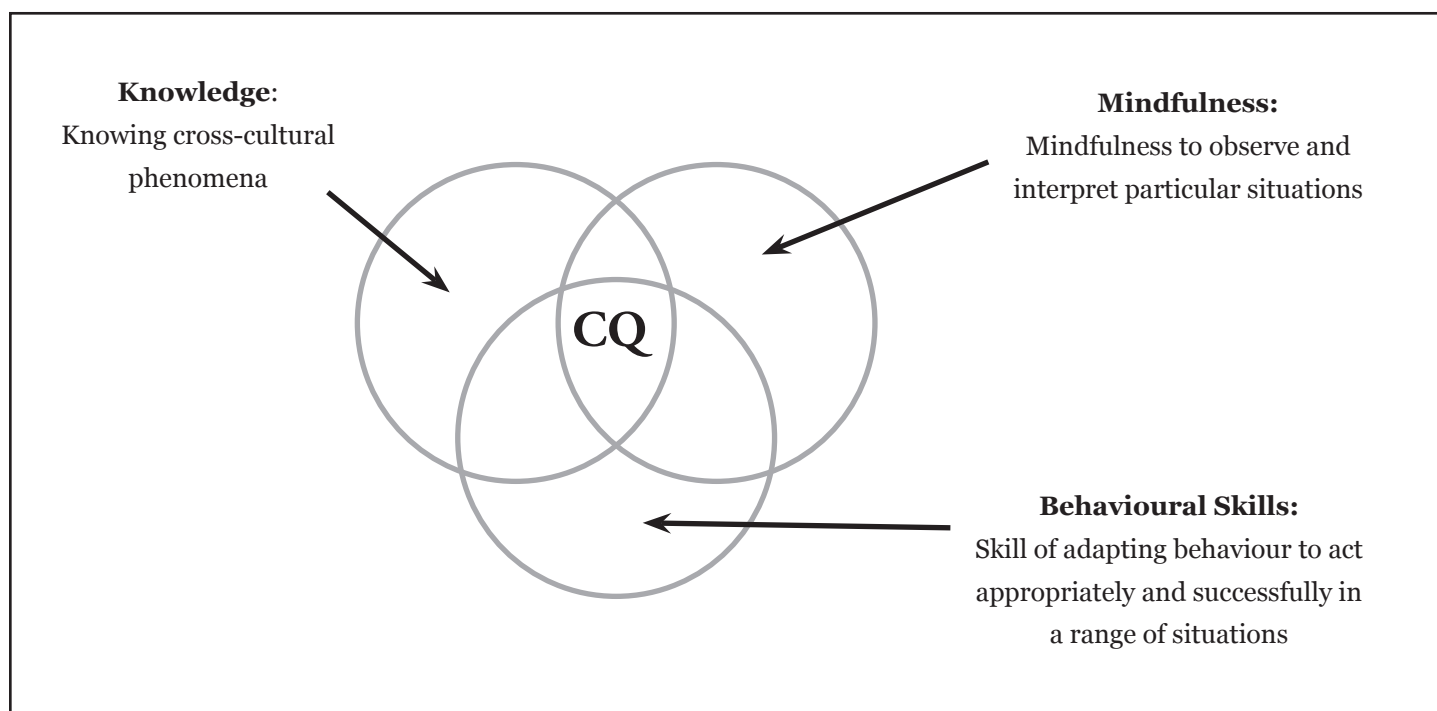 Knowledge:
Knowing cross-cultural
phenomena
Mindfulness:
Mindfulness to observe and
interpret particular situations
CQ
Behavioural Skills:
Skill of adapting behaviour to act
appropriately and successfully in
a range of situations